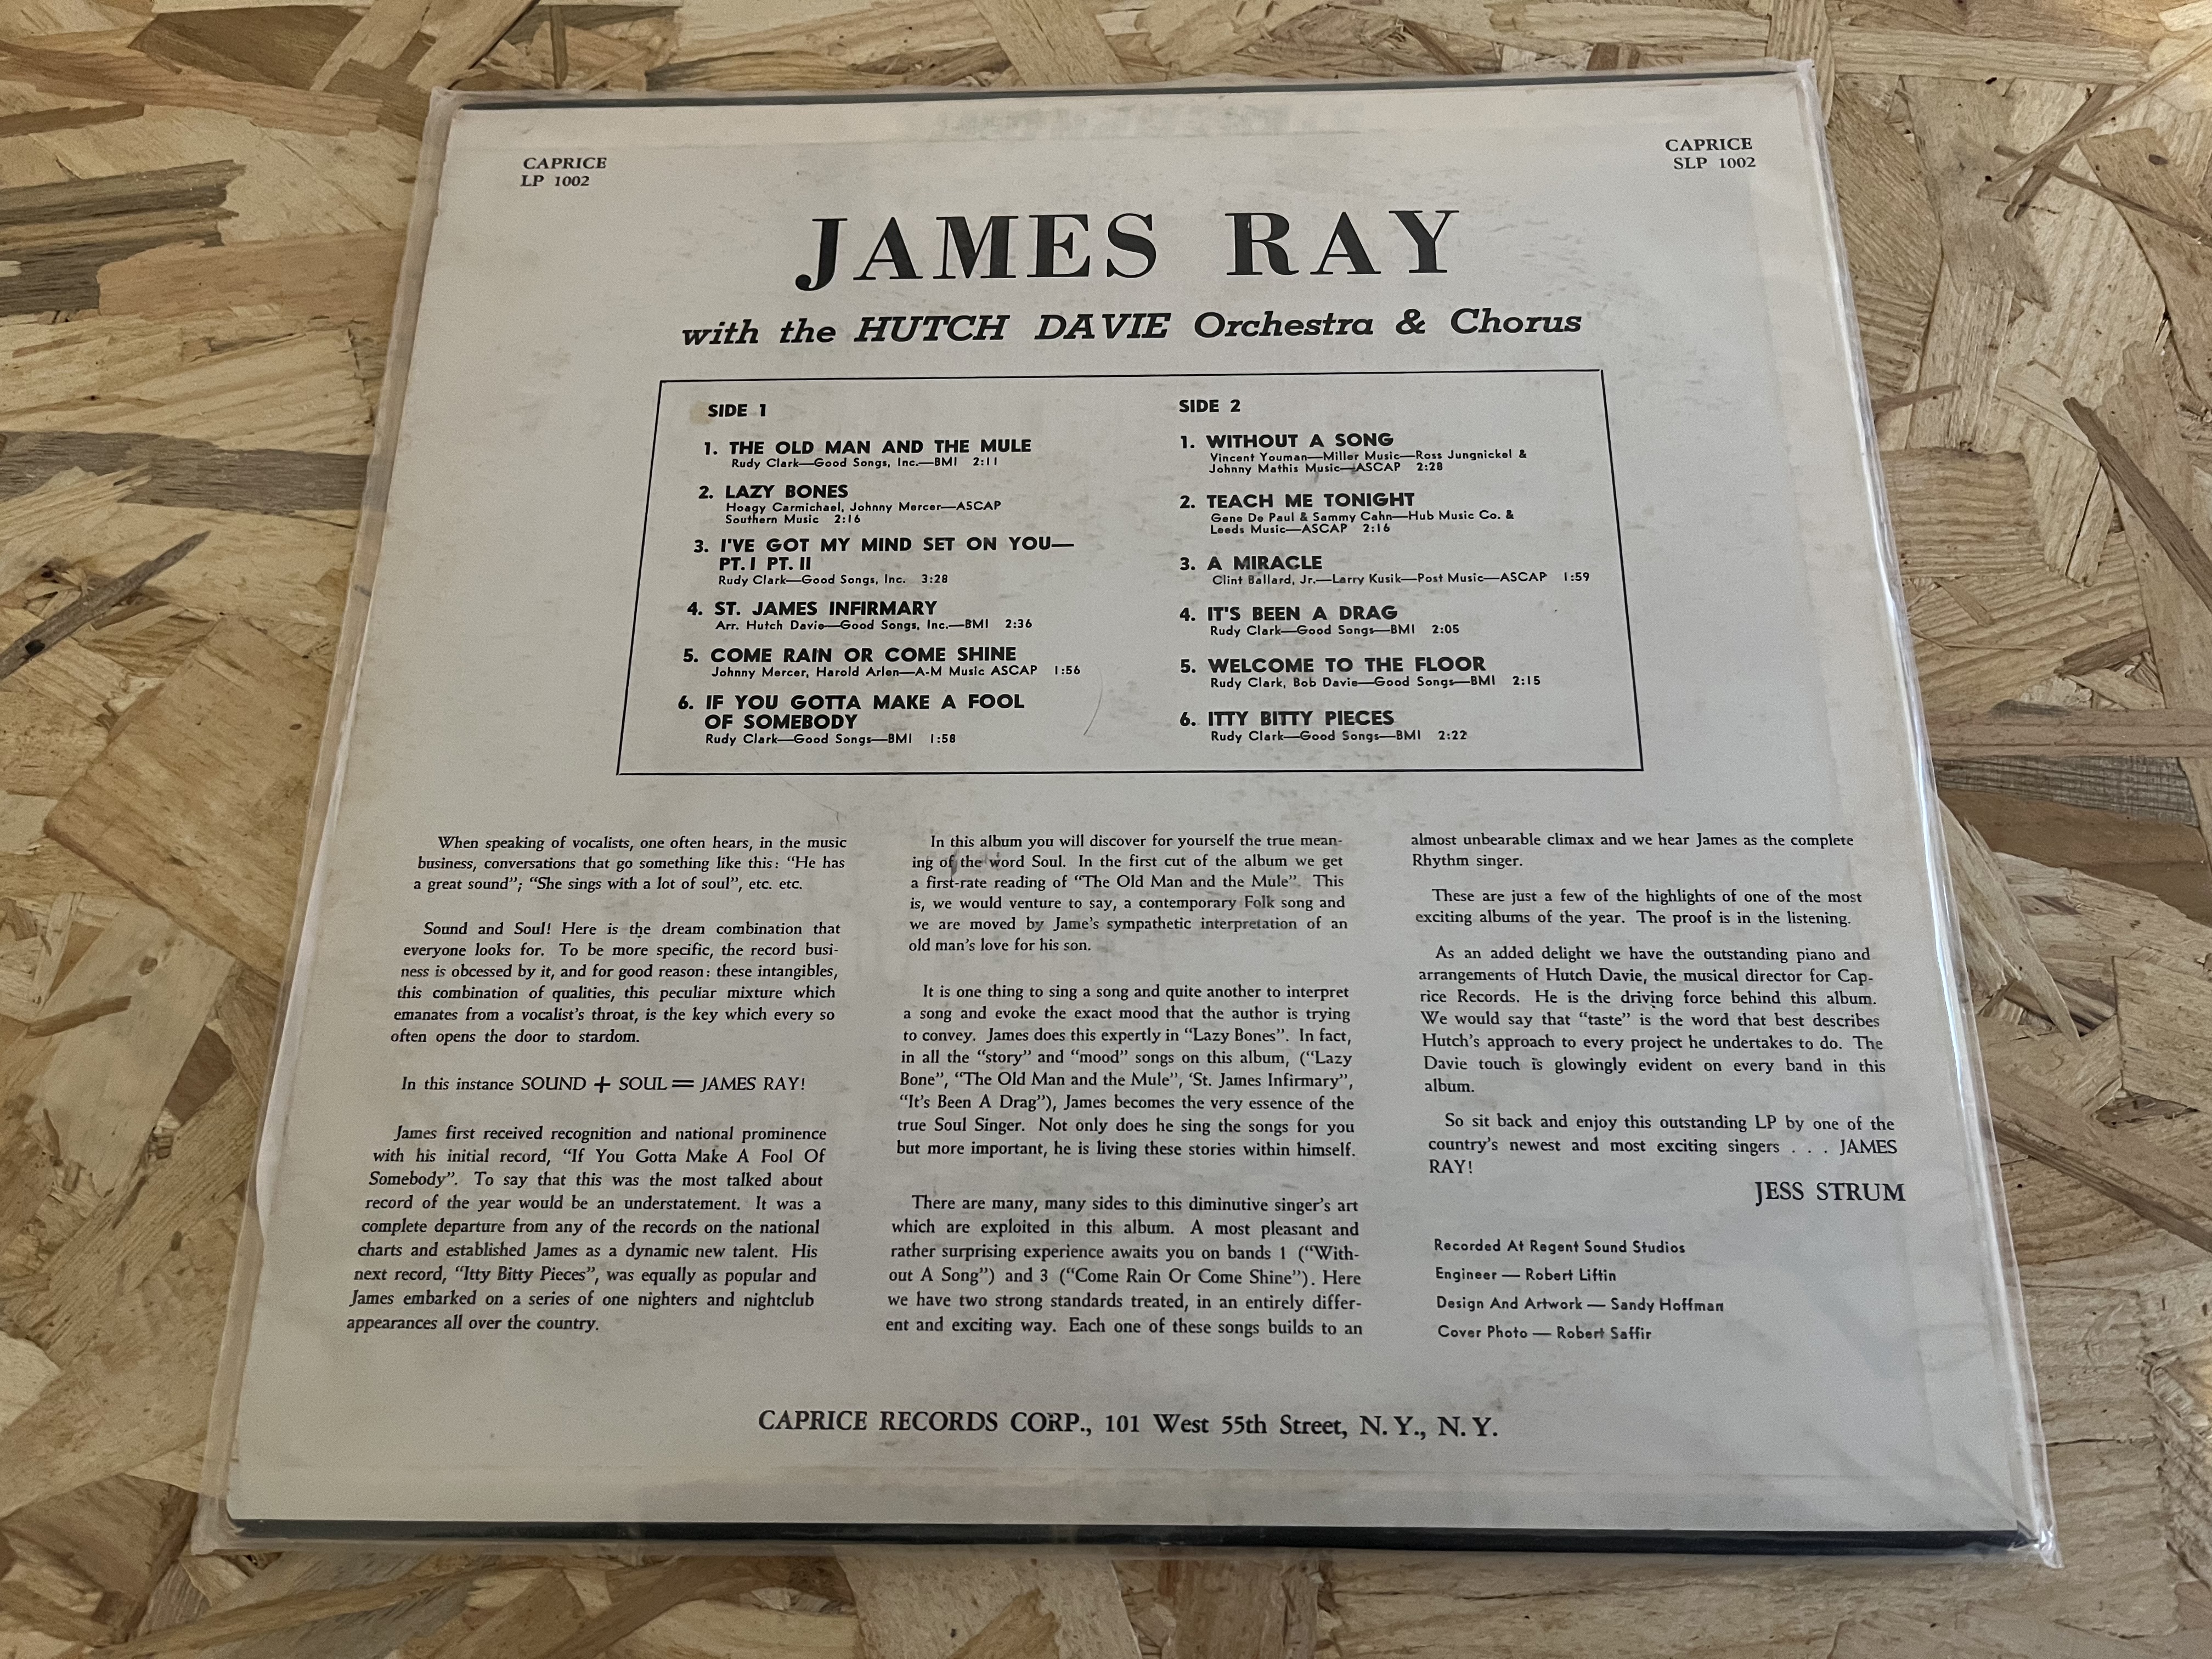 CAPRICE
LP 1002
CAPRICE
SLP 1002
JAMES RAY
with the HUTCH DAVIE Orchestra & Chorus
SIDE 1
1. THE OLD MAN AND THE MULE
Rudy Clark—Good Songs, Inc.—BMI 2:11
2. LAZY BONES
Hoagy Carmichael, Johnny Mercer—ASCAP
Southern Music 2:16
3. I'VE GOT MY MIND SET ON YOU—
PT. I PT. II
Rudy Clark—Good Songs, Inc. 3:28
4. ST. JAMES INFIRMARY
Arr. Hutch Davie—Good Songs, Inc.—BMI 2:36
5. COME RAIN OR COME SHINE
Johnny Mercer, Harold Arlen—A-M Music ASCAP 1:56
6. IF YOU GOTTA MAKE A FOOL
OF SOMEBODY
Rudy Clark—Good Songs—BMI 1:58
SIDE 2
1. WITHOUT A SONG
Vincent Youman—Miller Music—Ross Jungnickel &
Johnny Mathis Music—ASCAP 2:28
2. TEACH ME TONIGHT
Gene De Paul & Sammy Cahn—Hub Music Co. &
Leeds Music—ASCAP 2:16
3. A MIRACLE
Clint Ballard, Jr.—Larry Kusik—Post Music—ASCAP 1:59
4. IT'S BEEN A DRAG
Rudy Clark—Good Songs—BMI 2:05
5. WELCOME TO THE FLOOR
Rudy Clark, Bob Davie—Good Songs—BMI 2:15
6. ITTY BITTY PIECES
Rudy Clark—Good Songs—BMI 2:22
When speaking of vocalists, one often hears, in the music
business, conversations that go something like this: “He has
a great sound”; “She sings with a lot of soul”, etc. etc.
Sound and Soul! Here is the dream combination that
everyone looks for. To be more specific, the record busi-
ness is obcessed by it, and for good reason: these intangibles,
this combination of qualities, this peculiar mixture which
emanates from a vocalist's throat, is the key which every so
often opens the door to stardom.
In this instance SOUND + SOUL = JAMES RAY!
James first received recognition and national prominence
with his initial record, “If You Gotta Make A Fool Of
Somebody”. To say that this was the most talked about
record of the year would be an understatement. It was a
complete departure from any of the records on the national
charts and established James as a dynamic new talent. His
next record, “Itty Bitty Pieces”, was equally as popular and
James embarked on a series of one nighters and nightclub
appearances all over the country.
In this album you will discover for yourself the true mean-
ing of the word Soul. In the first cut of the album we get
a first-rate reading of “The Old Man and the Mule”. This
is, we would venture to say, a contemporary Folk song and
we are moved by Jame's sympathetic interpretation of an
old man's love for his son.
It is one thing to sing a song and quite another to interpret
a song and evoke the exact mood that the author is trying
to convey. James does this expertly in “Lazy Bones”. In fact,
in all the “story” and “mood” songs on this album, (“Lazy
Bone”, “The Old Man and the Mule”, ‘St. James Infirmary”,
“It's Been A Drag”), James becomes the very essence of the
true Soul Singer. Not only does he sing the songs for you
but more important, he is living these stories within himself.
There are many, many sides to this diminutive singer's art
which are exploited in this album. A most pleasant and
rather surprising experience awaits you on bands 1 (“With-
out A Song”) and 3 (“Come Rain Or Come Shine”). Here
we have two strong standards treated, in an entirely differ-
ent and exciting way. Each one of these songs builds to an
almost unbearable climax and we hear James as the complete
Rhythm singer.
These are just a few of the highlights of one of the most
exciting albums of the year. The proof is in the listening.
As an added delight we have the outstanding piano and
arrangements of Hutch Davie, the musical director for Cap-
rice Records. He is the driving force behind this album.
We would say that “taste” is the word that best describes
Hutch's approach to every project he undertakes to do. The
Davie touch is glowingly evident on every band in this
album.
So sit back and enjoy this outstanding LP by one of the
country's newest and most exciting singers . . . JAMES
RAY!
JESS STRUM
Recorded At Regent Sound Studios
Engineer — Robert Liftin
Design And Artwork — Sandy Hoffman
Cover Photo — Robert Saffir
CAPRICE RECORDS CORP., 101 West 55th Street, N. Y., N. Y.